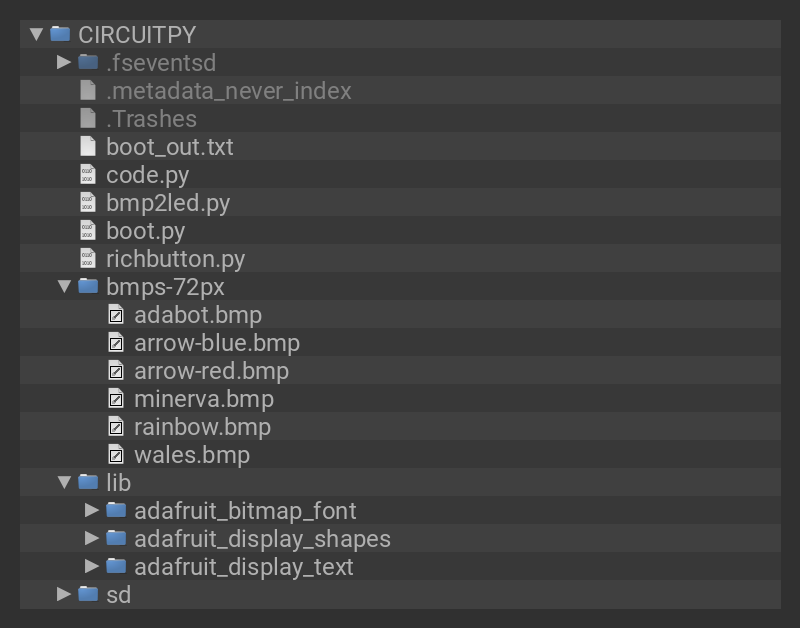 CIRCUITPY
.fseventsd
.metadata_never_index
.Trashes
boot_out.txt
code.py
bmp2led.py
boot.py
richbutton.py
bmps-72px
adabot.bmp
arrow-blue.bmp
arrow-red.bmp
minerva.bmp
rainbow.bmp
wales.bmp
lib
adafruit_bitmap_font
adafruit_display_shapes
adafruit_display_text
sd